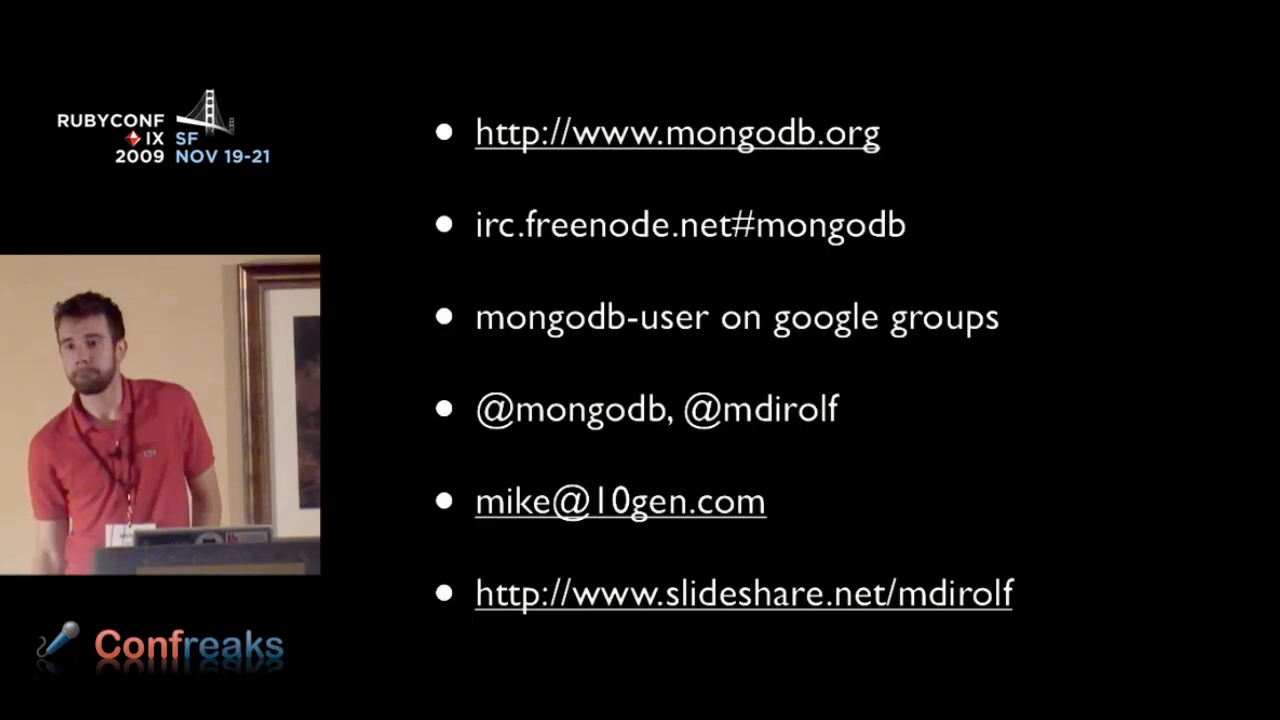 RUBYCONF
IX SF
2009 NOV 19-21
http://www.mongodb.org
irc.freenode.net#mongodb
mongodb-user on google groups
@mongodb, @mdirolf
mike@10gen.com
http://www.slideshare.net/mdirolf
Confreaks